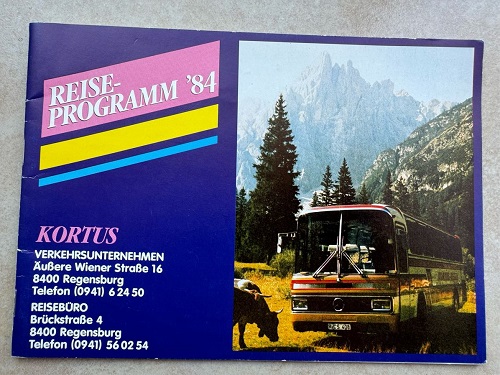 REISE-
PROGRAMM '84
KORTUS
VERKEHRSUNTERNEHMEN
Äußere Wiener Straße 16
8400 Regensburg
Telefon (0941) 6 24 50
REISEBÜRO
Brückstraße 4
8400 Regensburg
Telefon (0941) 56 02 54